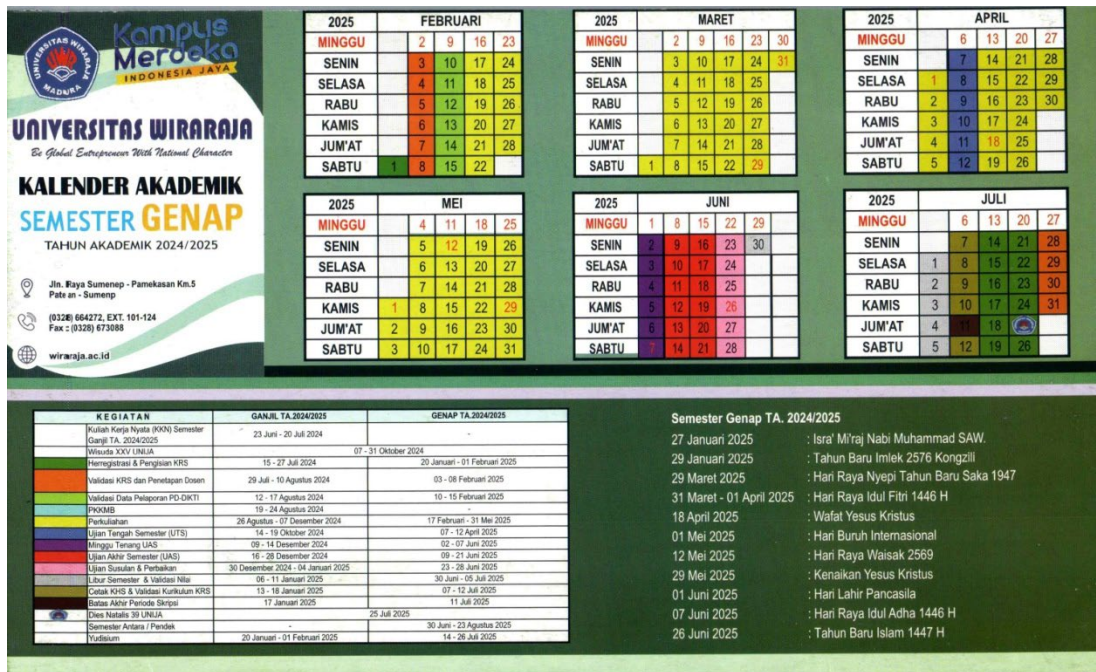 UNIVERSITAS WIRARAJA
MADURA
Kampus
Merdeka
INDONESIA JAYA
UNIVERSITAS WIRARAJA
Be Global Entrepreneur With National Character
KALENDER AKADEMIK
SEMESTER GENAP
TAHUN AKADEMIK 2024/2025
Jln. Raya Sumenep - Pamekasan Km.5
Patean - Sumenp
(0328) 664272, EXT. 101-124
Fax : (0328) 673088
wiraraja.ac.id
2025 FEBRUARI
MINGGU 2 9 16 23
SENIN 3 10 17 24
SELASA 4 11 18 25
RABU 5 12 19 26
KAMIS 6 13 20 27
JUM'AT 7 14 21 28
SABTU 1 8 15 22
2025 MARET
MINGGU 2 9 16 23 30
SENIN 3 10 17 24 31
SELASA 4 11 18 25
RABU 5 12 19 26
KAMIS 6 13 20 27
JUM'AT 7 14 21 28
SABTU 1 8 15 22 29
2025 APRIL
MINGGU 6 13 20 27
SENIN 7 14 21 28
SELASA 1 8 15 22 29
RABU 2 9 16 23 30
KAMIS 3 10 17 24
JUM'AT 4 11 18 25
SABTU 5 12 19 26
2025 MEI
MINGGU 4 11 18 25
SENIN 5 12 19 26
SELASA 6 13 20 27
RABU 7 14 21 28
KAMIS 1 8 15 22 29
JUM'AT 2 9 16 23 30
SABTU 3 10 17 24 31
2025 JUNI
MINGGU 1 8 15 22 29
SENIN 2 9 16 23 30
SELASA 3 10 17 24
RABU 4 11 18 25
KAMIS 5 12 19 26
JUM'AT 6 13 20 27
SABTU 7 14 21 28
2025 JULI
MINGGU 6 13 20 27
SENIN 7 14 21 28
SELASA 1 8 15 22 29
RABU 2 9 16 23 30
KAMIS 3 10 17 24 31
JUM'AT 4 11 18
SABTU 5 12 19 26
KEGIATAN GANJIL TA.2024/2025 GENAP TA.2024/2025
Kuliah Kerja Nyata (KKN) Semester
Ganjil TA. 2024/2025 23 Juni - 20 Juli 2024 -
Wisuda XXV UNIJA 07 - 31 Oktober 2024
Herregistrasi & Pengisian KRS 15 - 27 Juli 2024 20 Januari - 01 Februari 2025
Validasi KRS dan Penetapan Dosen 29 Juli - 10 Agustus 2024 03 - 08 Februari 2025
Validasi Data Pelaporan PD-DIKTI 12 - 17 Agustus 2024 10 - 15 Februari 2025
PKKMB 19 - 24 Agustus 2024 -
Perkuliahan 26 Agustus - 07 Desember 2024 17 Februari - 31 Mei 2025
Ujian Tengah Semester (UTS) 14 - 19 Oktober 2024 07 - 12 April 2025
Minggu Tenang UAS 09 - 14 Desember 2024 02 - 07 Juni 2025
Ujian Akhir Semester (UAS) 16 - 28 Desember 2024 09 - 21 Juni 2025
Ujian Susulan & Perbaikan 30 Desember 2024 - 04 Januari 2025 23 - 28 Juni 2025
Libur Semester & Validasi Nilai 06 - 11 Januari 2025 30 Juni - 05 Juli 2025
Cetak KHS & Validasi Kurikulum KRS 13 - 18 Januari 2025 07 - 12 Juli 2025
Batas Akhir Periode Skripsi 17 Januari 2025 11 Juli 2025
Dies Natalis 39 UNIJA 25 Juli 2025
Semester Antara / Pendek - 30 Juni - 23 Agustus 2025
Yudisium 20 Januari - 01 Februari 2025 14 - 26 Juli 2025
Semester Genap TA. 2024/2025
27 Januari 2025 : Isra' Mi'raj Nabi Muhammad SAW.
29 Januari 2025 : Tahun Baru Imlek 2576 Kongzili
29 Maret 2025 : Hari Raya Nyepi Tahun Baru Saka 1947
31 Maret - 01 April 2025 : Hari Raya Idul Fitri 1446 H
18 April 2025 : Wafat Yesus Kristus
01 Mei 2025 : Hari Buruh Internasional
12 Mei 2025 : Hari Raya Waisak 2569
29 Mei 2025 : Kenaikan Yesus Kristus
01 Juni 2025 : Hari Lahir Pancasila
07 Juni 2025 : Hari Raya Idul Adha 1446 H
26 Juni 2025 : Tahun Baru Islam 1447 H